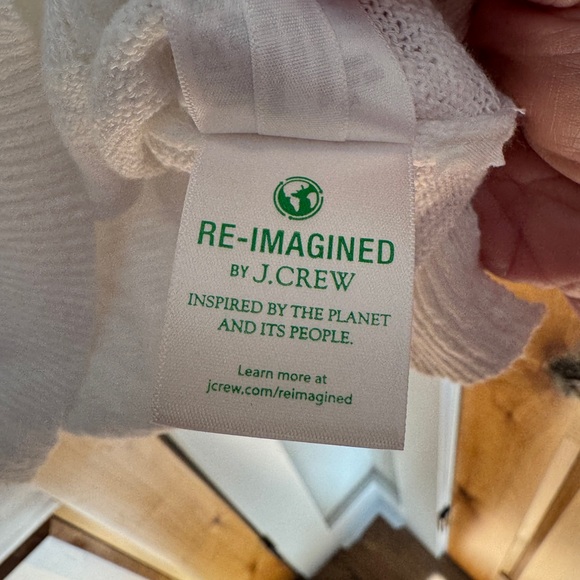 RE-IMAGINED
BY J.CREW
INSPIRED BY THE PLANET
AND ITS PEOPLE.
Learn more at
jcrew.com/reimagined